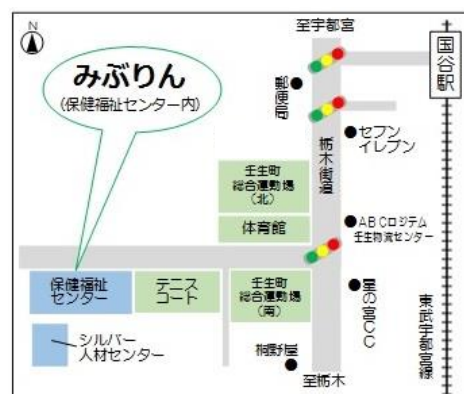 N
至宇都宮
国谷駅
みぶりん
(保健福祉センター内)
郵便局
セブン
イレブン
栃木街道
壬生町
総合運動場
(北)
体育館
ABCロジテム
壬生物流センター
保健福祉
センター
テニス
コート
壬生町
総合運動場
(南)
星の宮CC
東武宇都宮線
シルバー
人材センター
桐野屋
至栃木